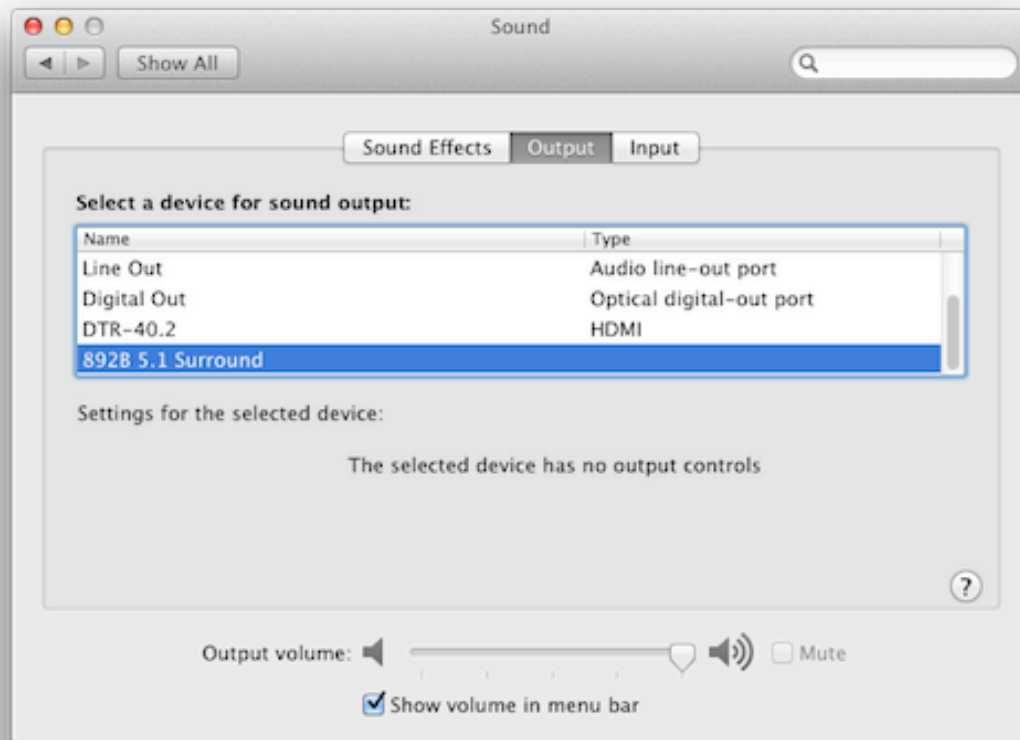 Sound
Show All
Sound Effects Output Input
Select a device for sound output:
Name Type
Line Out Audio line-out port
Digital Out Optical digital-out port
DTR-40.2 HDMI
892B 5.1 Surround
Settings for the selected device:
The selected device has no output controls
?
Output volume: Mute
Show volume in menu bar